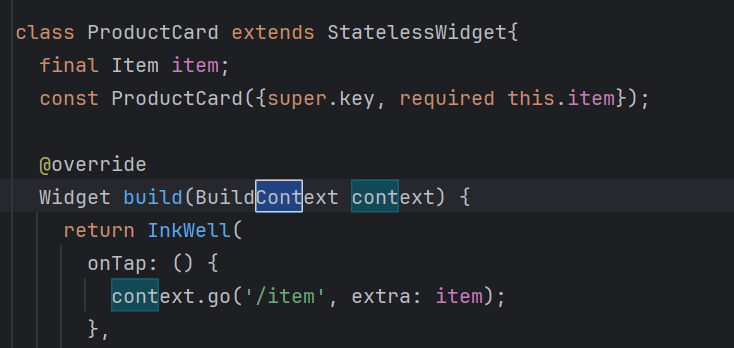 class ProductCard extends StatelessWidget{
  final Item item;
  const ProductCard({super.key, required this.item});

  @override
  Widget build(BuildContext context) {
    return InkWell(
      onTap: () {
        context.go('/item', extra: item);
      },